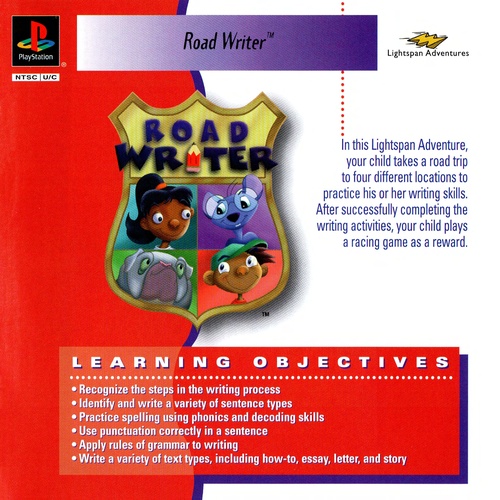 PlayStation
NTSC U/C
Road Writer™
Lightspan Adventures
ROAD
WRITER
™
In this Lightspan Adventure,
your child takes a road trip
to four different locations to
practice his or her writing skills.
After successfully completing the
writing activities, your child plays
a racing game as a reward.
LEARNING OBJECTIVES
• Recognize the steps in the writing process
• Identify and write a variety of sentence types
• Practice spelling using phonics and decoding skills
• Use punctuation correctly in a sentence
• Apply rules of grammar to writing
• Write a variety of text types, including how-to, essay, letter, and story